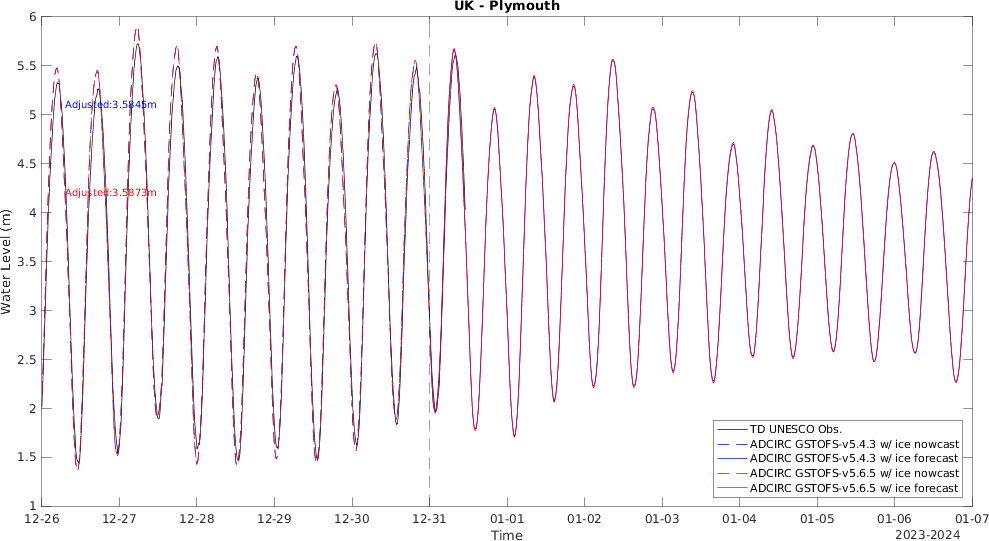 UK - Plymouth
6
5.5
5
4.5
4
3.5
3
2.5
2
1.5
1
Water Level (m)
Adjusted:3.5845m
Adjusted:3.5873m
TD UNESCO Obs.
ADCIRC GSTOFS-v5.4.3 w/ ice nowcast
ADCIRC GSTOFS-v5.4.3 w/ ice forecast
ADCIRC GSTOFS-v5.6.5 w/ ice nowcast
ADCIRC GSTOFS-v5.6.5 w/ ice forecast
12-26 12-27 12-28 12-29 12-30 12-31 01-01 01-02 01-03 01-04 01-05 01-06 01-07
Time
2023-2024